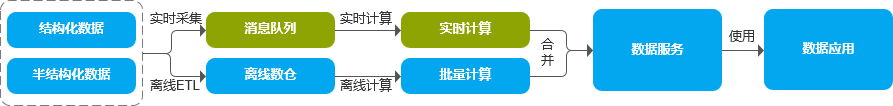 结构化数据
半结构化数据
实时采集
离线ETL
消息队列
离线数仓
实时计算
离线计算
实时计算
批量计算
合
并
数据服务
使用
数据应用